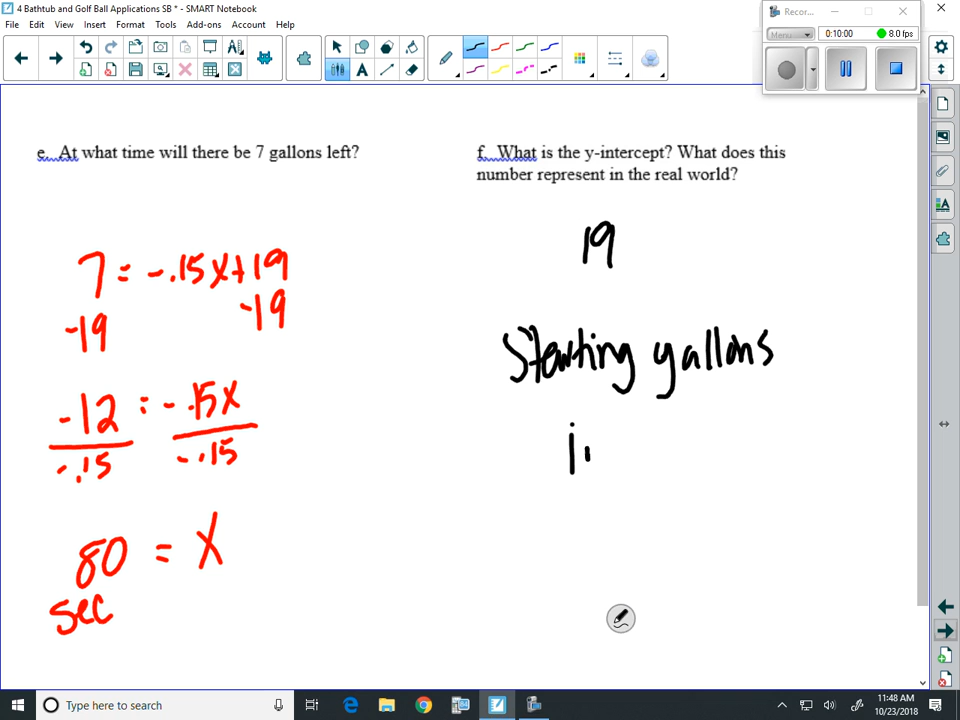 4 Bathtub and Golf Ball Applications SB * - SMART Notebook
File Edit View Insert Format Tools Add-ons Account Help
Recor...
Menu
0:10:00
8.0 fps
e. At what time will there be 7 gallons left?
7 = -.15x+19
-19 -19
-12 = -.15x
-.15 -.15
80 = x
sec
f. What is the y-intercept? What does this
number represent in the real world?
19
Starting gallons
Type here to search
11:48 AM
10/23/2018